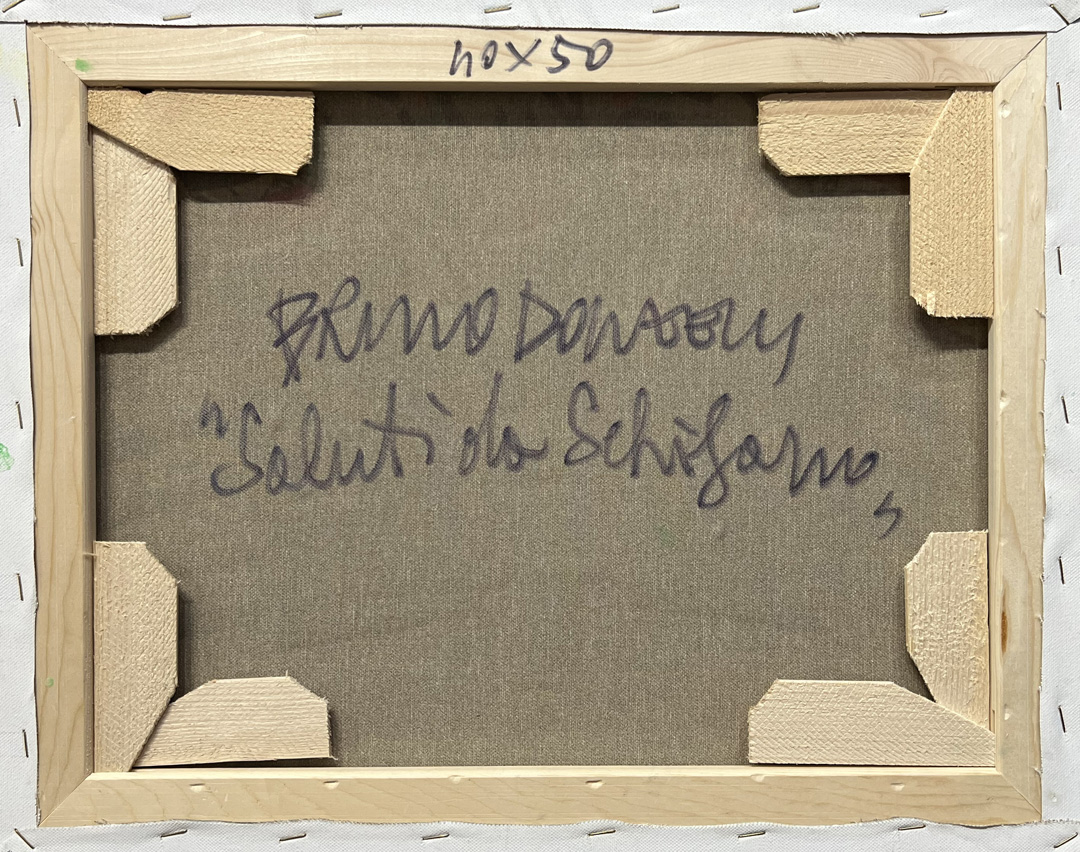 40X50
BRUNO DONZELLI
"Saluti da Schifano"